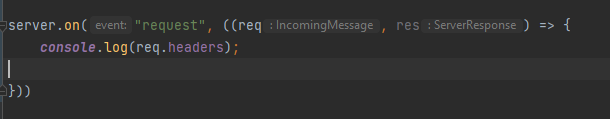 server.on( event: "request", ((req : IncomingMessage , res : ServerResponse ) => {
    console.log(req.headers);
}))